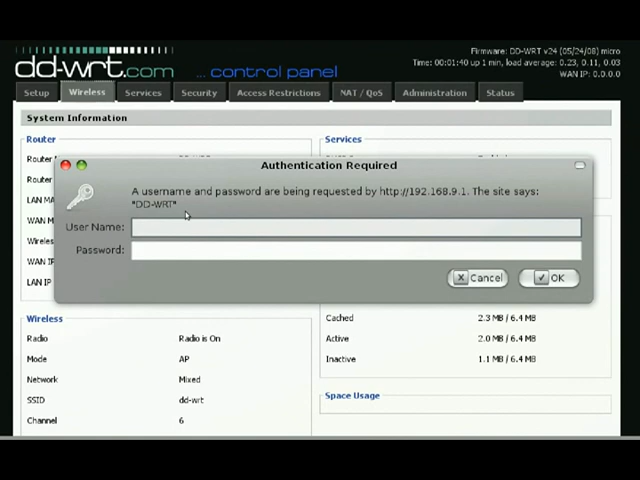 Firmware: DD-WRT v24 (05/24/08) micro
Time: 00:01:40 up 1 min, load average: 0.23, 0.11, 0.03
WAN IP: 0.0.0.0
dd-wrt.com ... control panel
Setup Wireless Services Security Access Restrictions NAT / QoS Administration Status
System Information
Router Services
Router
Authentication Required
A username and password are being requested by http://192.168.9.1. The site says:
"DD-WRT"
User Name:
Password:
Cancel OK
Router
LAN M
WAN M
Wireles
WAN IP
LAN IP
Cached 2.3 MB / 6.4 MB
Wireless
Radio Radio is On
Active 2.0 MB / 6.4 MB
Mode AP
Inactive 1.1 MB / 6.4 MB
Network Mixed
SSID dd-wrt
Space Usage
Channel 6